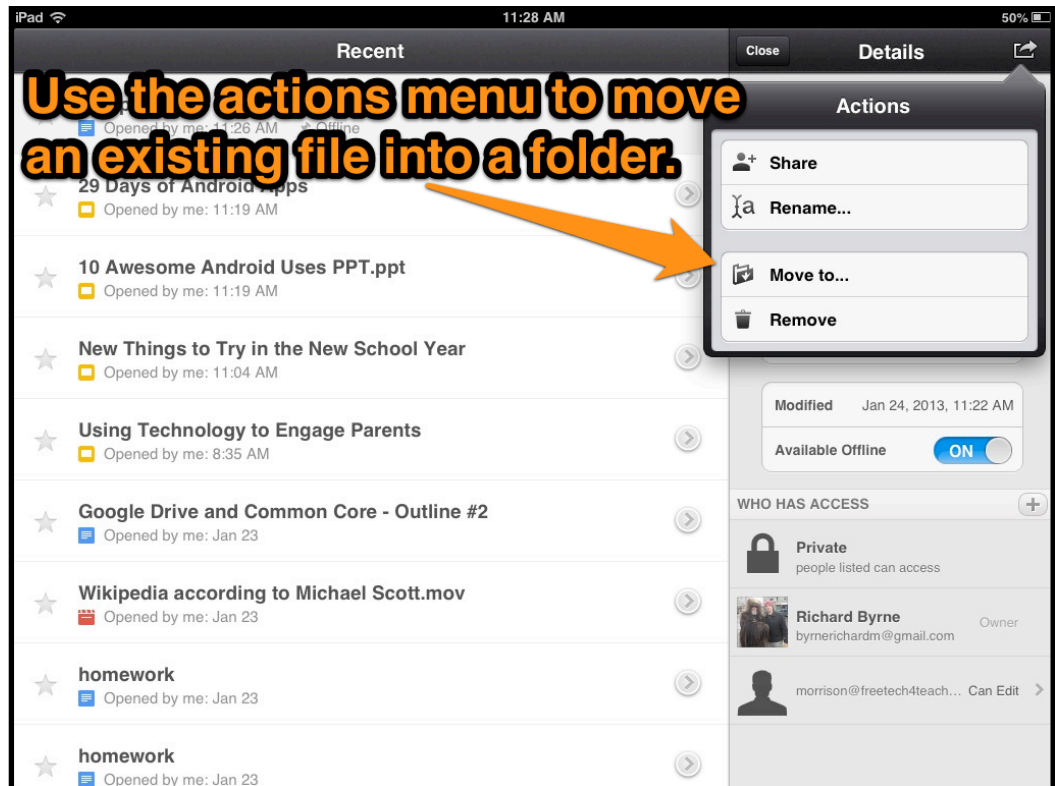 iPad
11:28 AM
50%
Recent
Close
Details
Use the actions menu to move
an existing file into a folder.
Opened by me: 11:26 AM Offline
29 Days of Android Apps
Opened by me: 11:19 AM
10 Awesome Android Uses PPT.ppt
Opened by me: 11:19 AM
New Things to Try in the New School Year
Opened by me: 11:04 AM
Using Technology to Engage Parents
Opened by me: 8:35 AM
Google Drive and Common Core - Outline #2
Opened by me: Jan 23
Wikipedia according to Michael Scott.mov
Opened by me: Jan 23
homework
Opened by me: Jan 23
homework
Opened by me: Jan 23
Actions
Share
a Rename...
Move to...
Remove
Modified Jan 24, 2013, 11:22 AM
Available Offline ON
WHO HAS ACCESS
Private
people listed can access
Richard Byrne Owner
byrnerichardm@gmail.com
morrison@freetech4teach... Can Edit